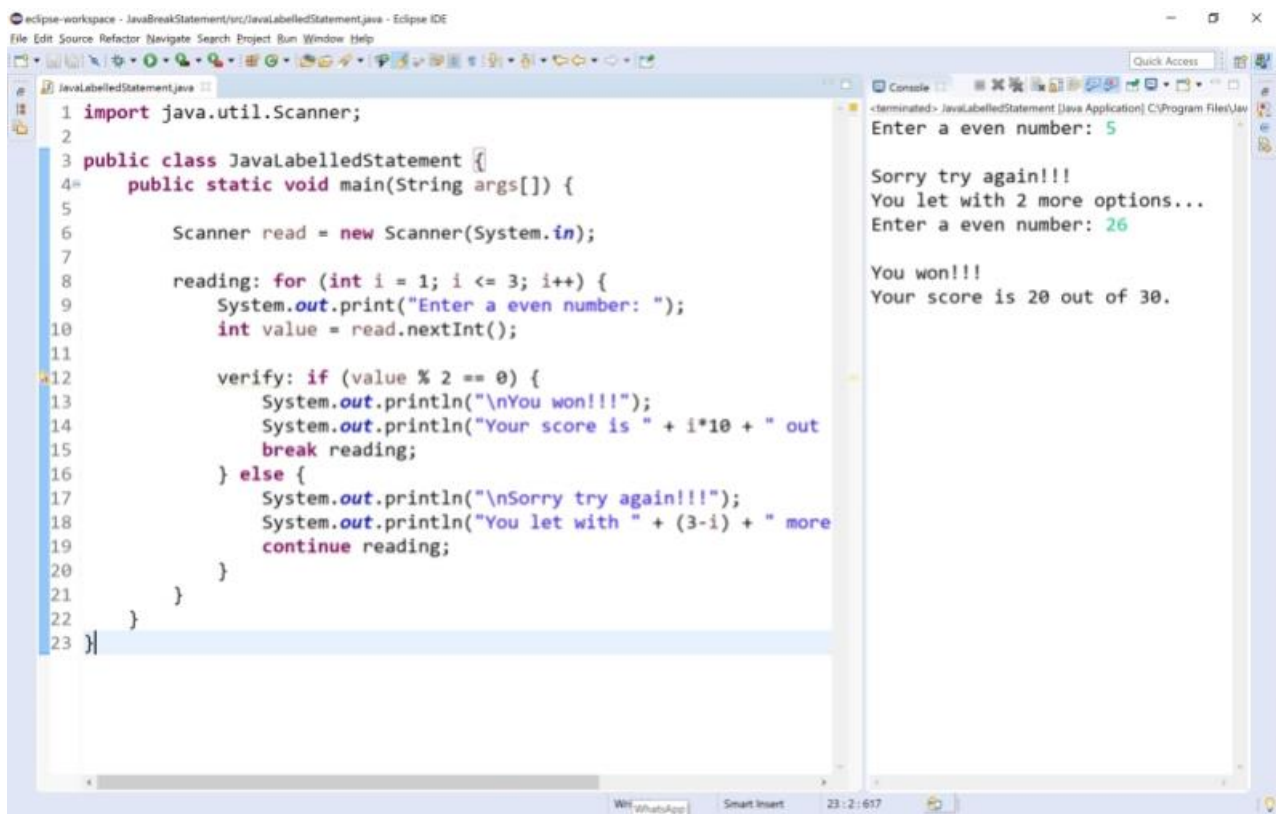 eclipse-workspace - JavaBreakStatement/src/JavaLabelledStatement.java - Eclipse IDE
File Edit Source Refactor Navigate Search Project Run Window Help
Quick Access
JavaLabelledStatement.java
1 import java.util.Scanner;
2
3 public class JavaLabelledStatement {
4 public static void main(String args[]) {
5
6 Scanner read = new Scanner(System.in);
7
8 reading: for (int i = 1; i <= 3; i++) {
9 System.out.print("Enter a even number: ");
10 int value = read.nextInt();
11
12 verify: if (value % 2 == 0) {
13 System.out.println("\nYou won!!!");
14 System.out.println("Your score is " + i*10 + " out
15 break reading;
16 } else {
17 System.out.println("\nSorry try again!!!");
18 System.out.println("You let with " + (3-i) + " more
19 continue reading;
20 }
21 }
22 }
23 }
Console
<terminated> JavaLabelledStatement [Java Application] C:\Program Files\Jav
Enter a even number: 5
Sorry try again!!!
You let with 2 more options...
Enter a even number: 26
You won!!!
Your score is 20 out of 30.
WhatsApp
Smart Insert
23 : 2 : 617